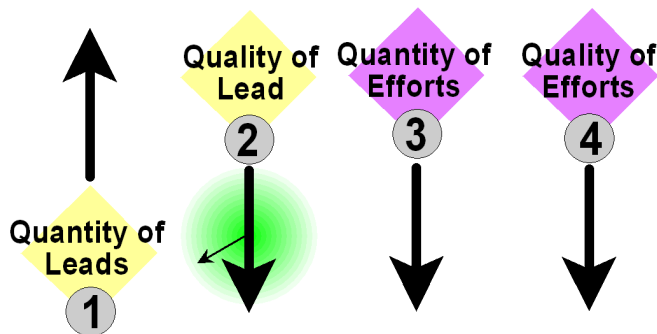 Quantity of
Leads
1
Quality of
Lead
2
Quantity of
Efforts
3
Quality of
Efforts
4